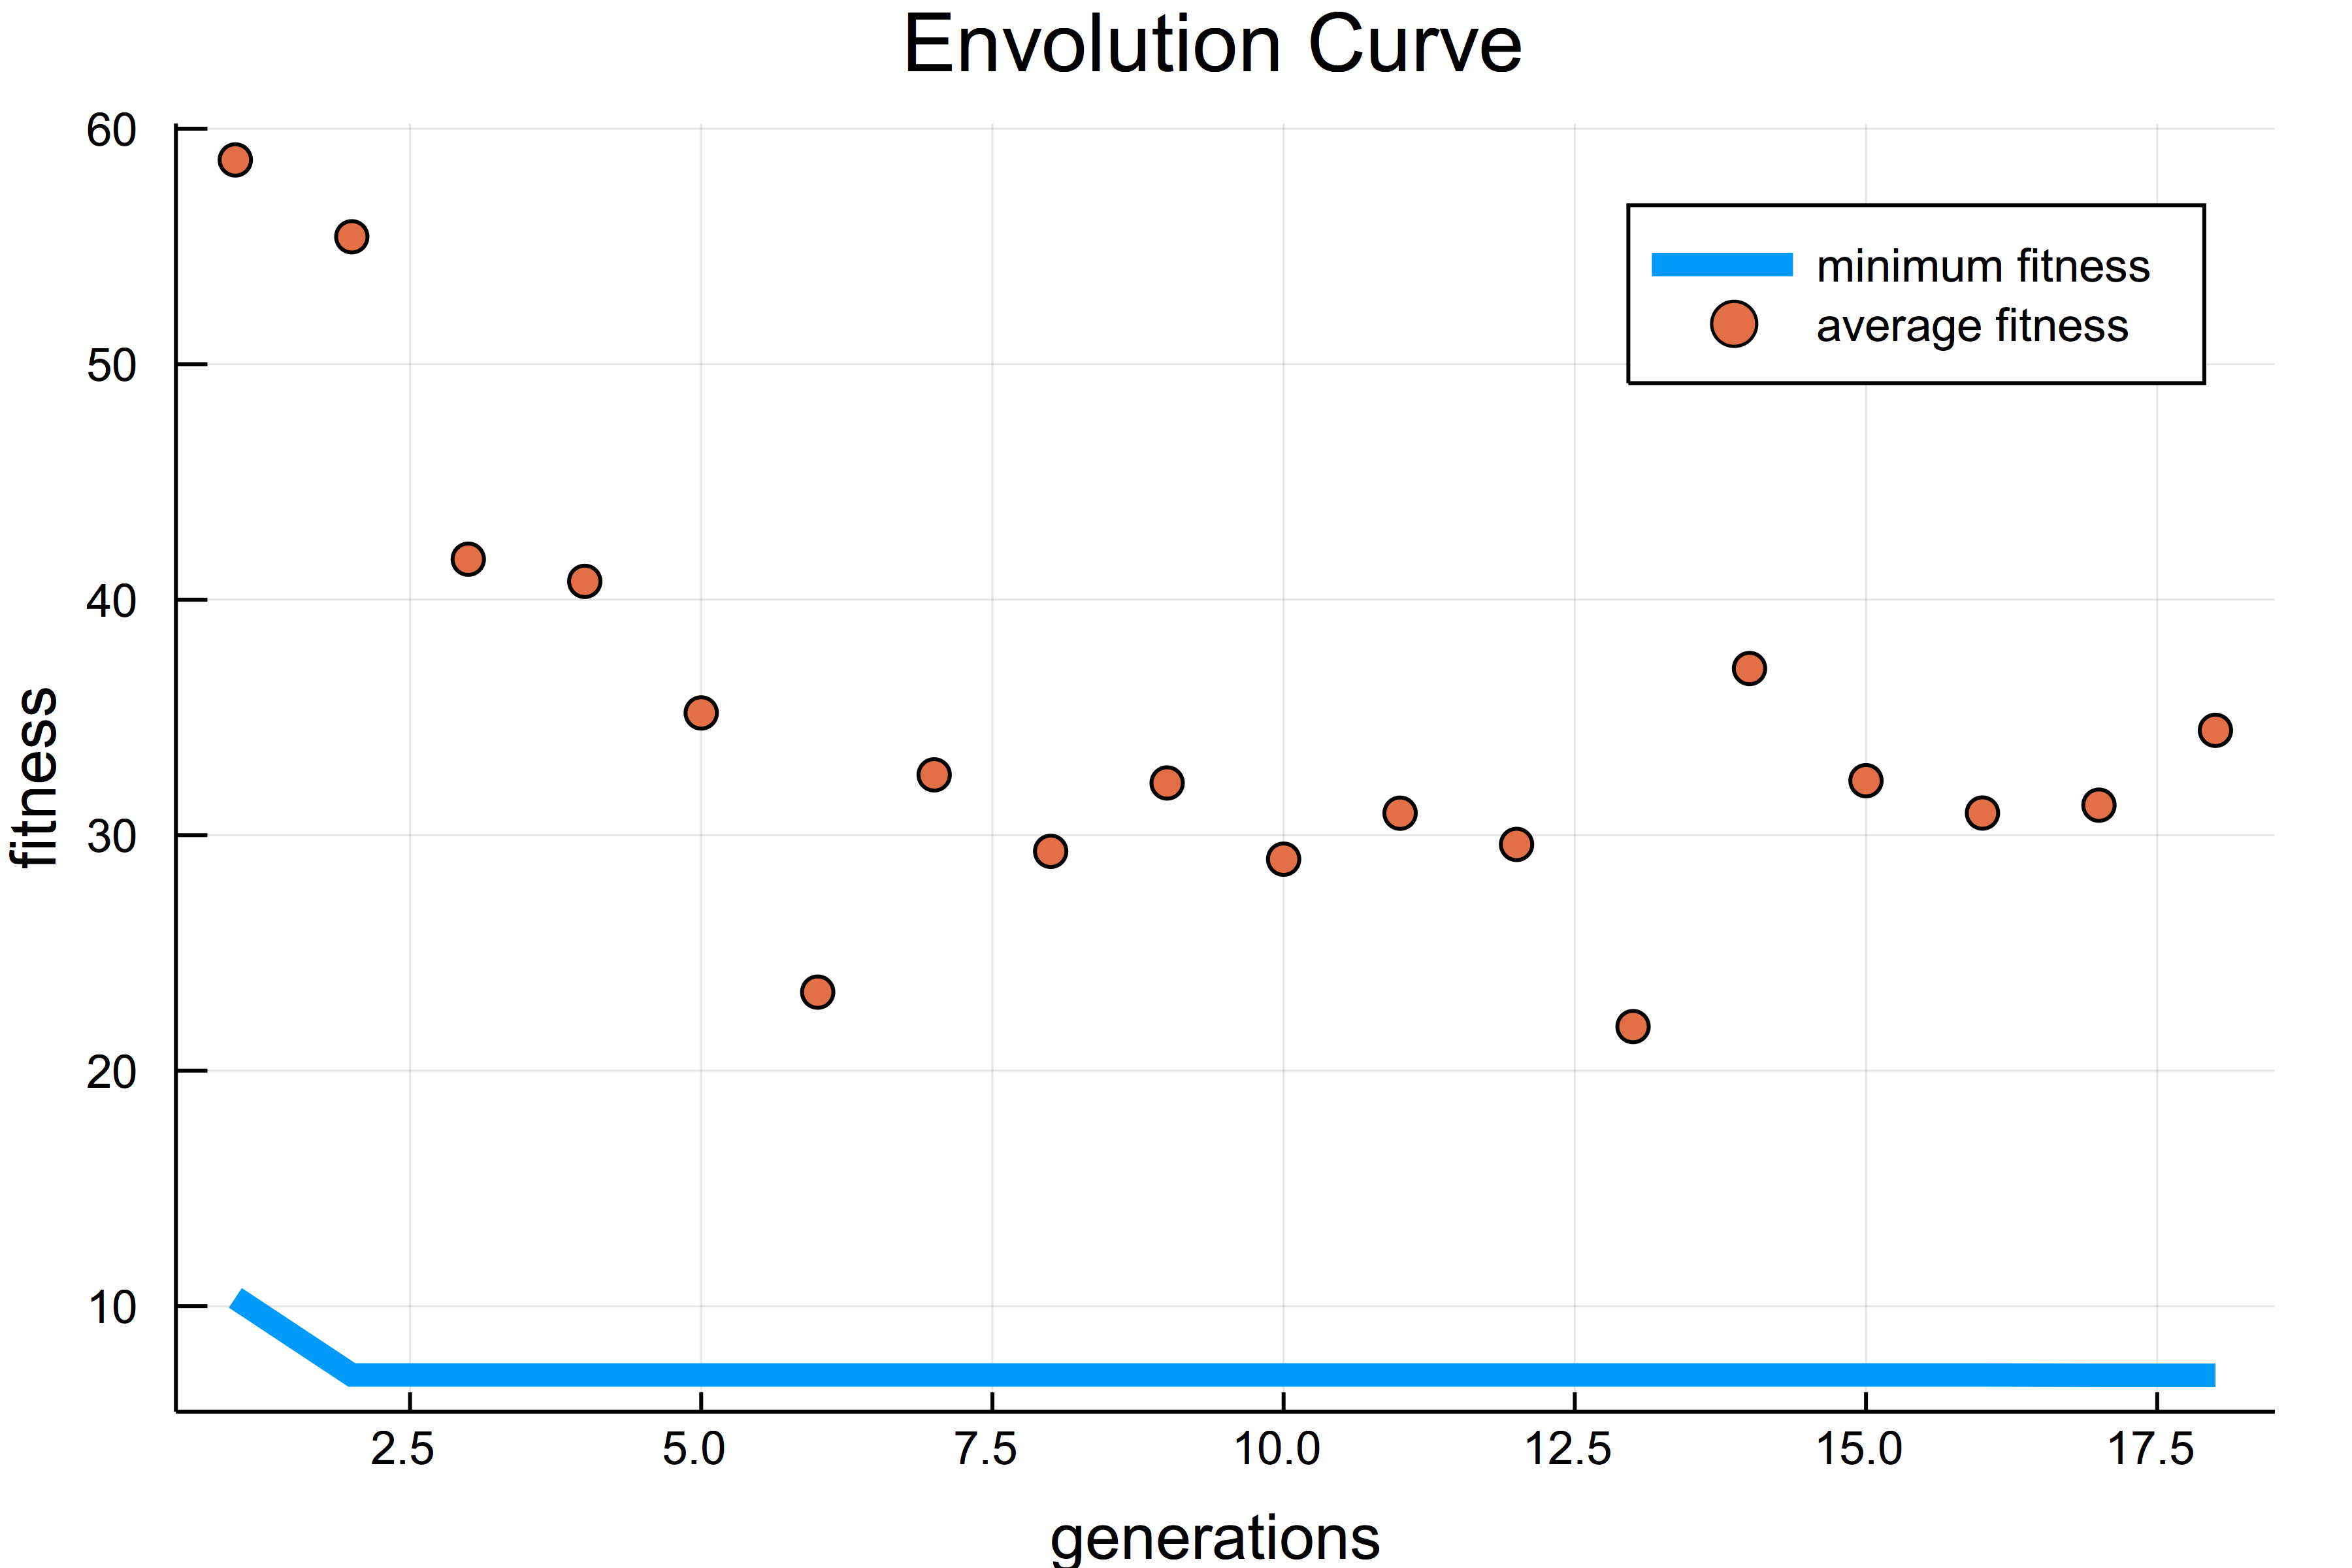 Envolution Curve
60
minimum fitness
average fitness
50
40
fitness
30
20
10
2.5 5.0 7.5 10.0 12.5 15.0 17.5
generations